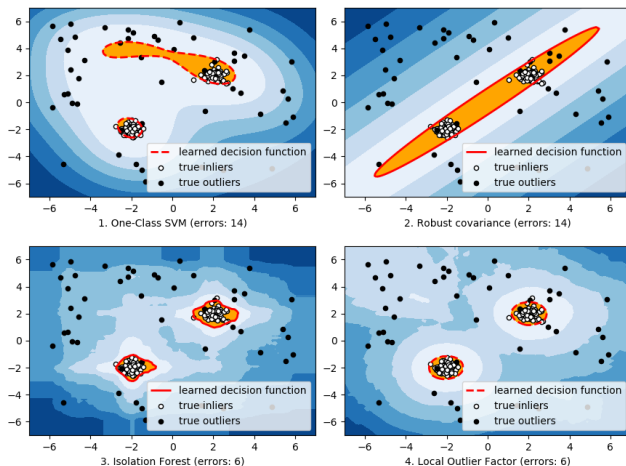 6
4
2
0
−2
−4
−6
learned decision function
true inliers
true outliers
−6 −4 −2 0 2 4 6
1. One-Class SVM (errors: 14)
6
4
2
0
−2
−4
−6
learned decision function
true inliers
true outliers
−6 −4 −2 0 2 4 6
2. Robust covariance (errors: 14)
6
4
2
0
−2
−4
−6
learned decision function
true inliers
true outliers
−6 −4 −2 0 2 4 6
3. Isolation Forest (errors: 6)
6
4
2
0
−2
−4
−6
learned decision function
true inliers
true outliers
−6 −4 −2 0 2 4 6
4. Local Outlier Factor (errors: 6)